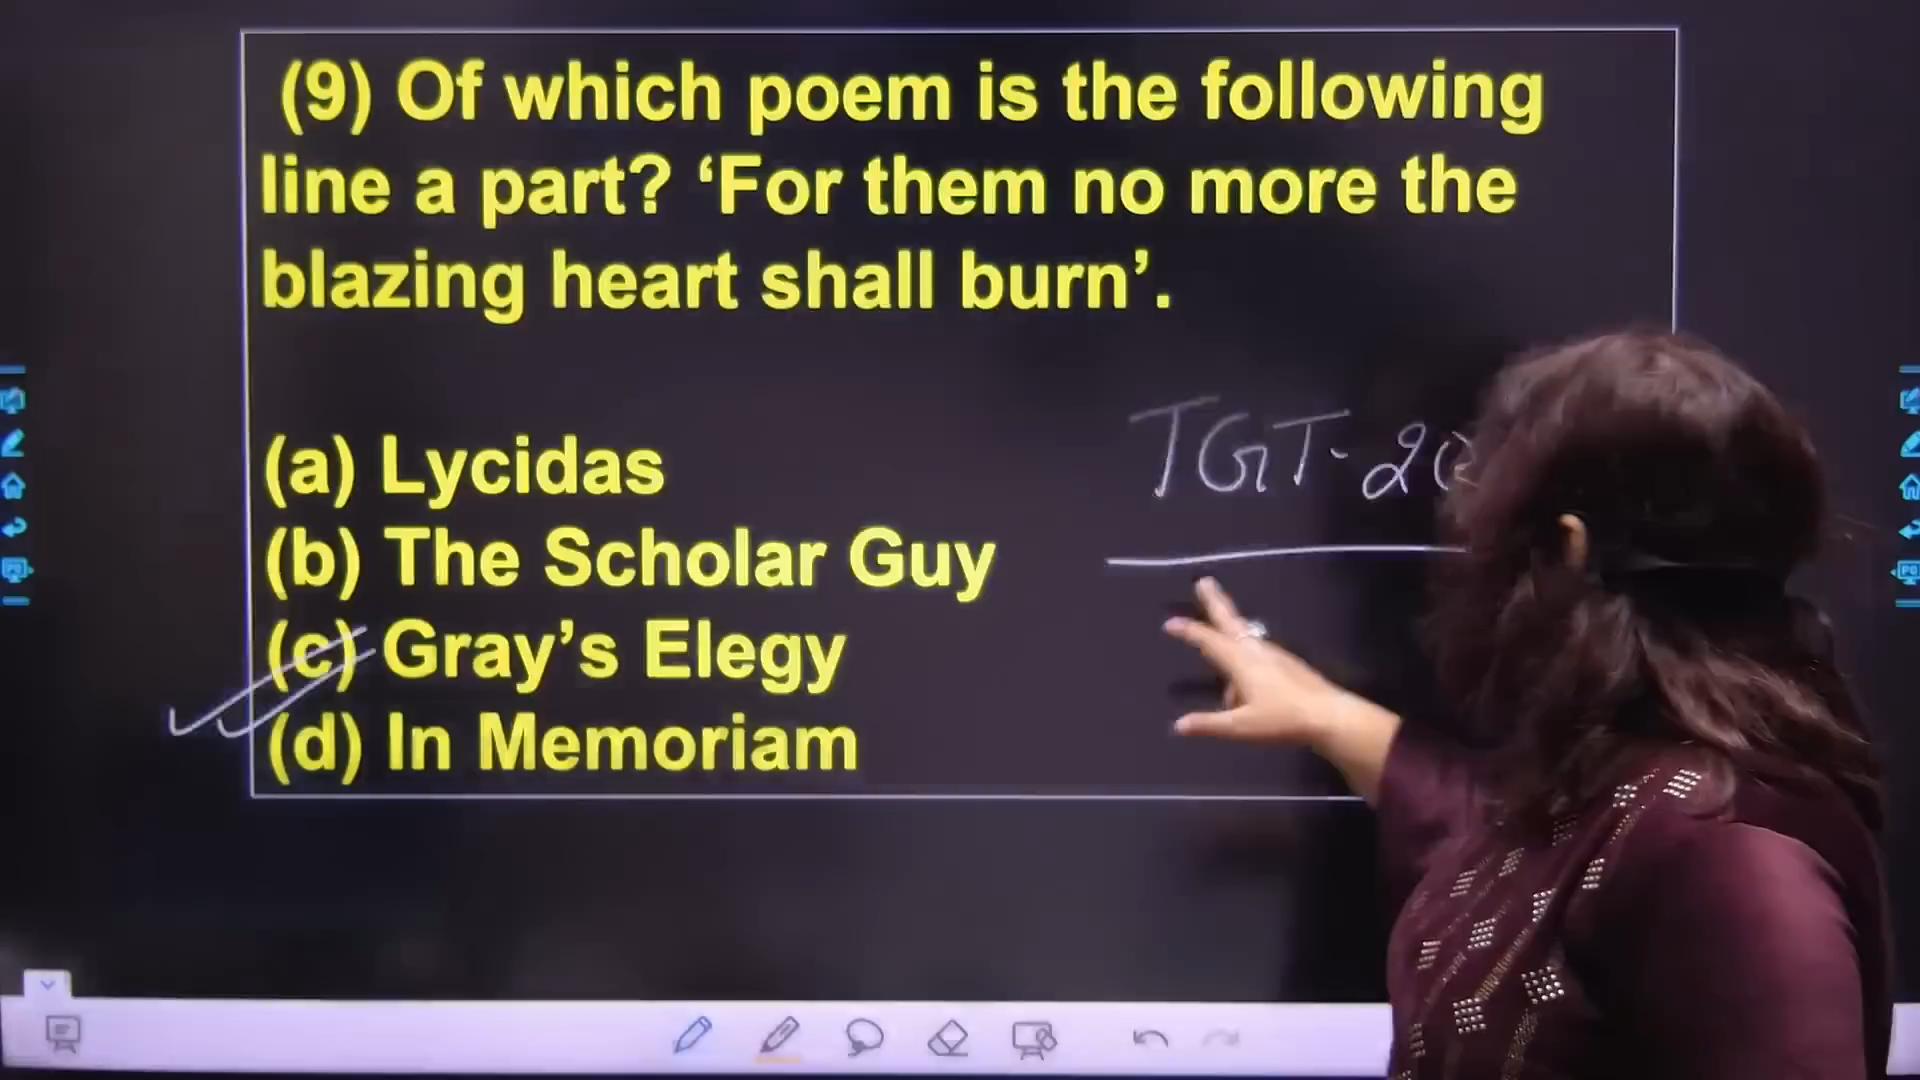 (9) Of which poem is the following
line a part? ‘For them no more the
blazing heart shall burn’.
(a) Lycidas
TGT-20
(b) The Scholar Guy
(c) Gray’s Elegy
(d) In Memoriam